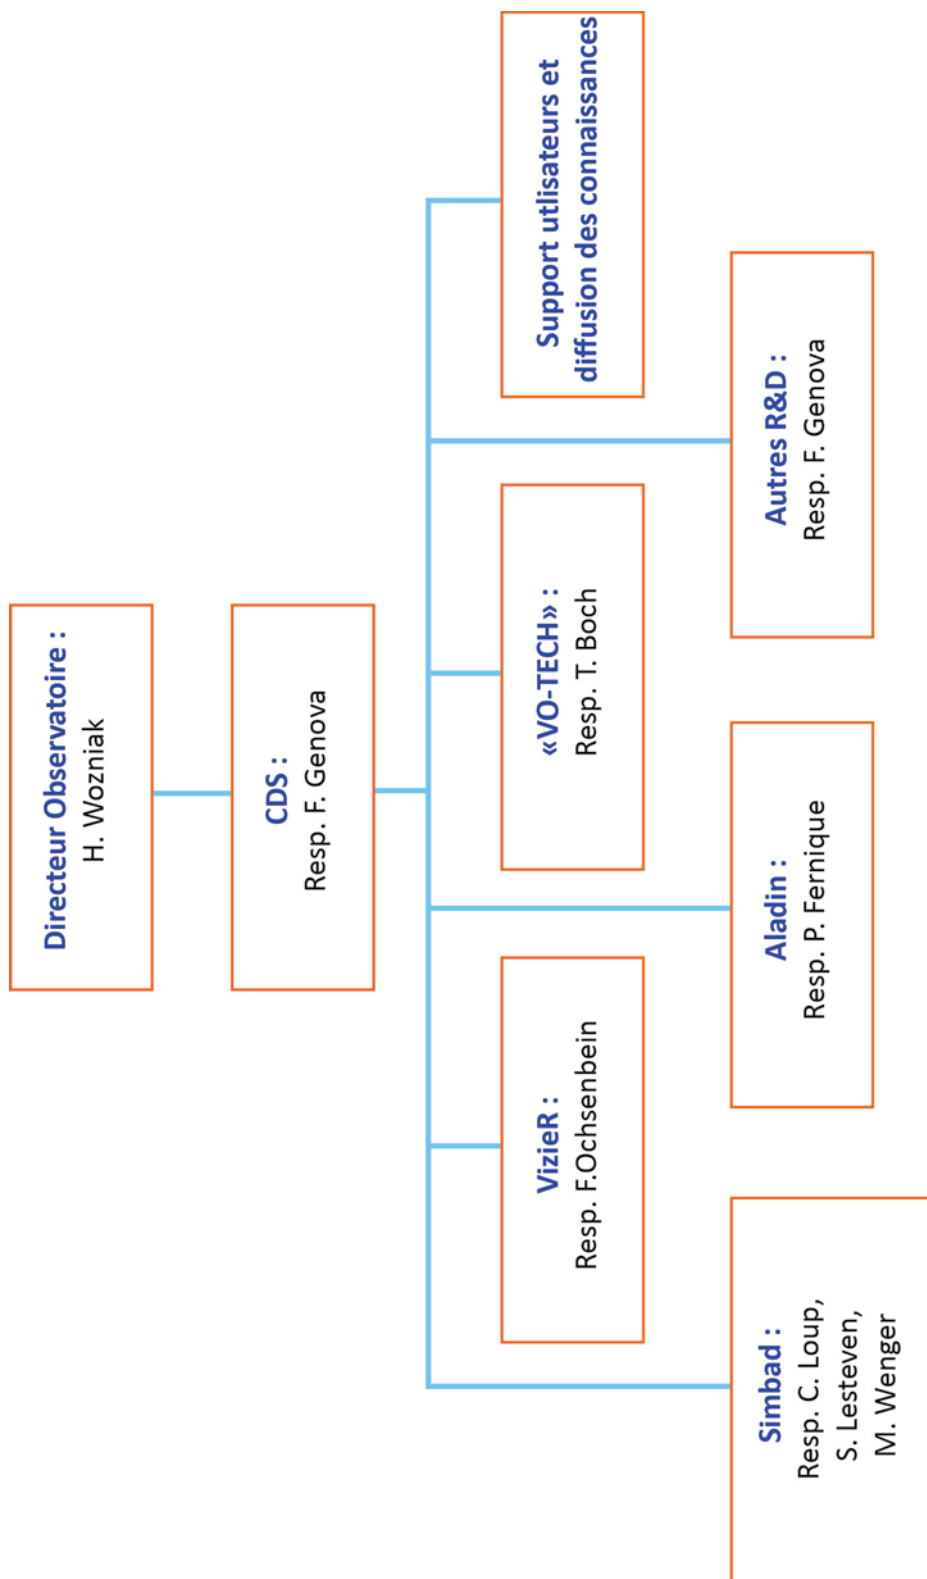 Directeur Observatoire :
H. Wozniak
CDS :
Resp. F. Genova
VizieR :
Resp. F.Ochsenbein
«VO-TECH» :
Resp. T. Boch
Support utlisateurs et
diffusion des connaissances
Simbad :
Resp. C. Loup,
S. Lesteven,
M. Wenger
Aladin :
Resp. P. Fernique
Autres R&D :
Resp. F. Genova